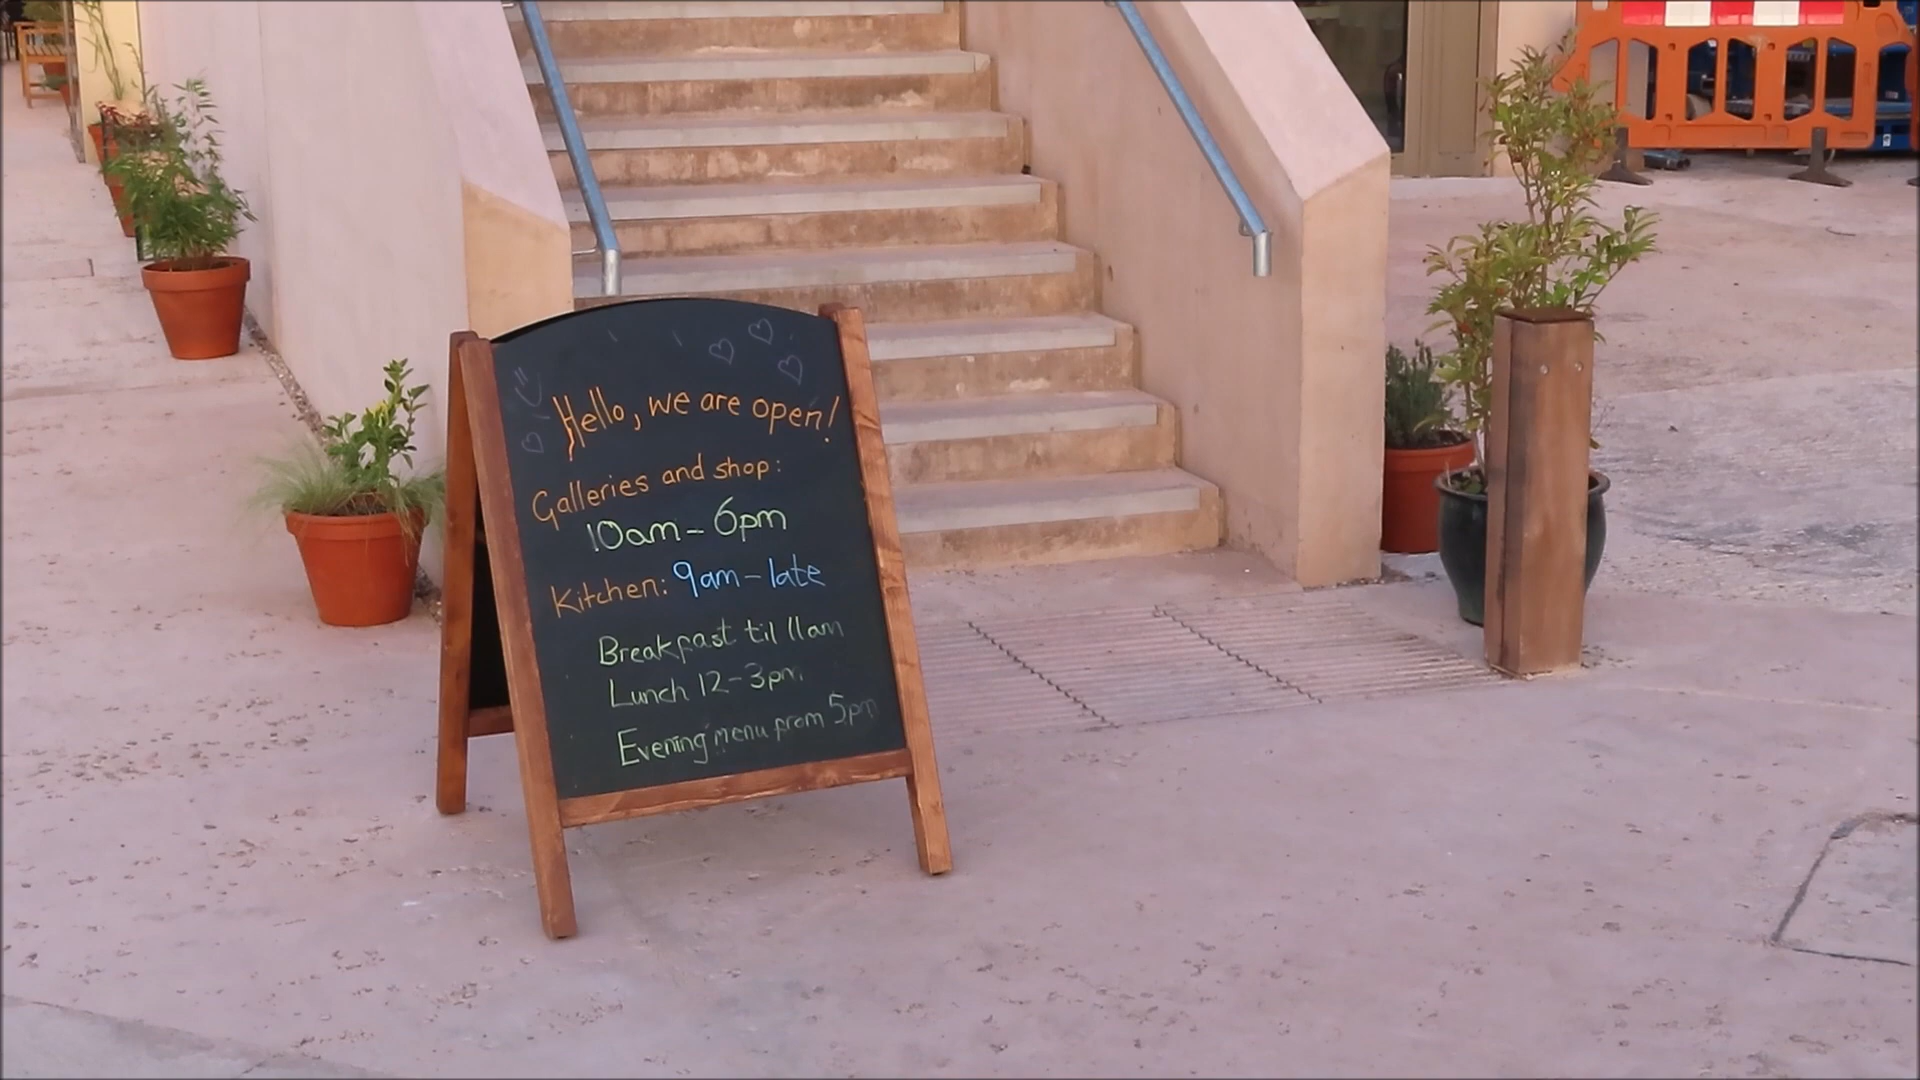 Hello, we are open!
Galleries and shop:
10am - 6pm
Kitchen: 9am - late
Breakfast til 11am
Lunch 12-3pm
Evening menu from 5pm